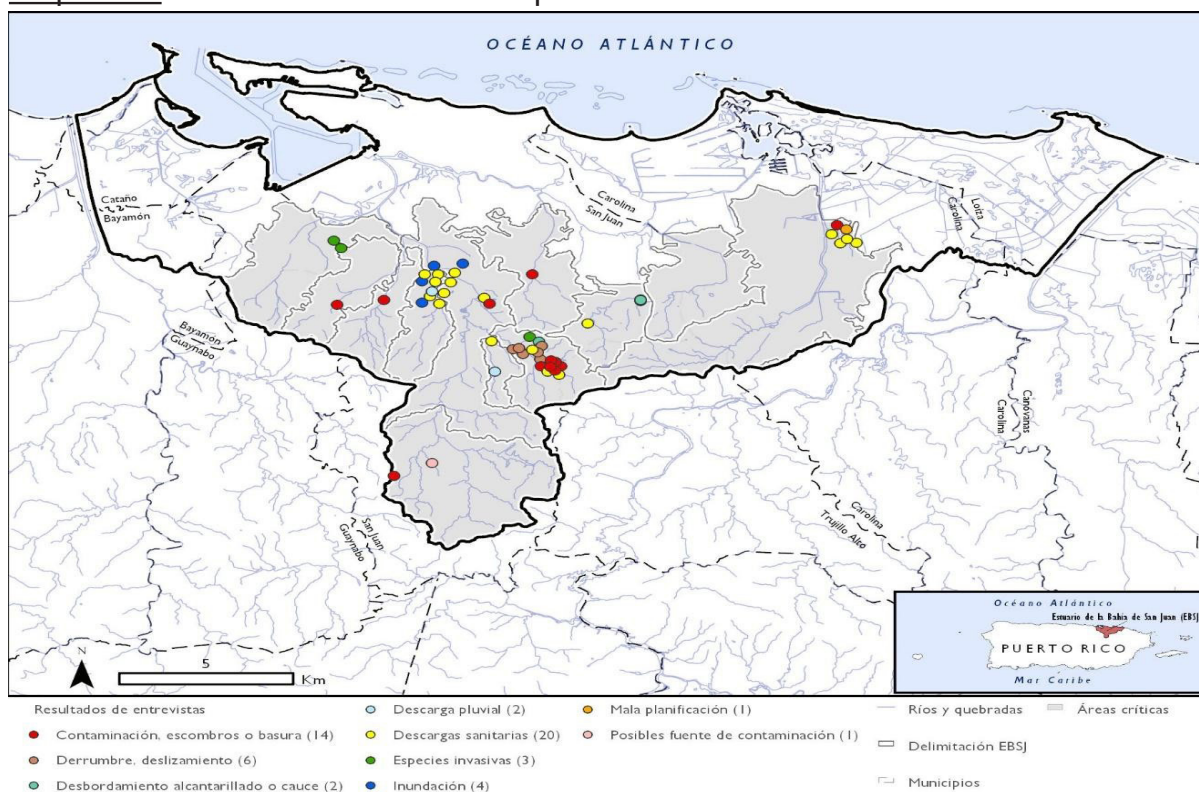 OCÉANO ATLÁNTICO
Cataño
Bayamón
Carolina
San Juan
Loíza
Carolina
Bayamón
Guaynabo
Canóvanas
Carolina
San Juan
Guaynabo
Carolina
Trujillo Alto
N
5
Km
Océano Atlántico
Estuario de la Bahía de San Juan (EBSJ)
PUERTO RICO
Mar Caribe
Resultados de entrevistas
Contaminación, escombros o basura (14)
Derrumbe, deslizamiento (6)
Desbordamiento alcantarillado o cauce (2)
Descarga pluvial (2)
Descargas sanitarias (20)
Especies invasivas (3)
Inundación (4)
Mala planificación (1)
Posibles fuente de contaminación (1)
Ríos y quebradas
Delimitación EBSJ
Municipios
Áreas críticas